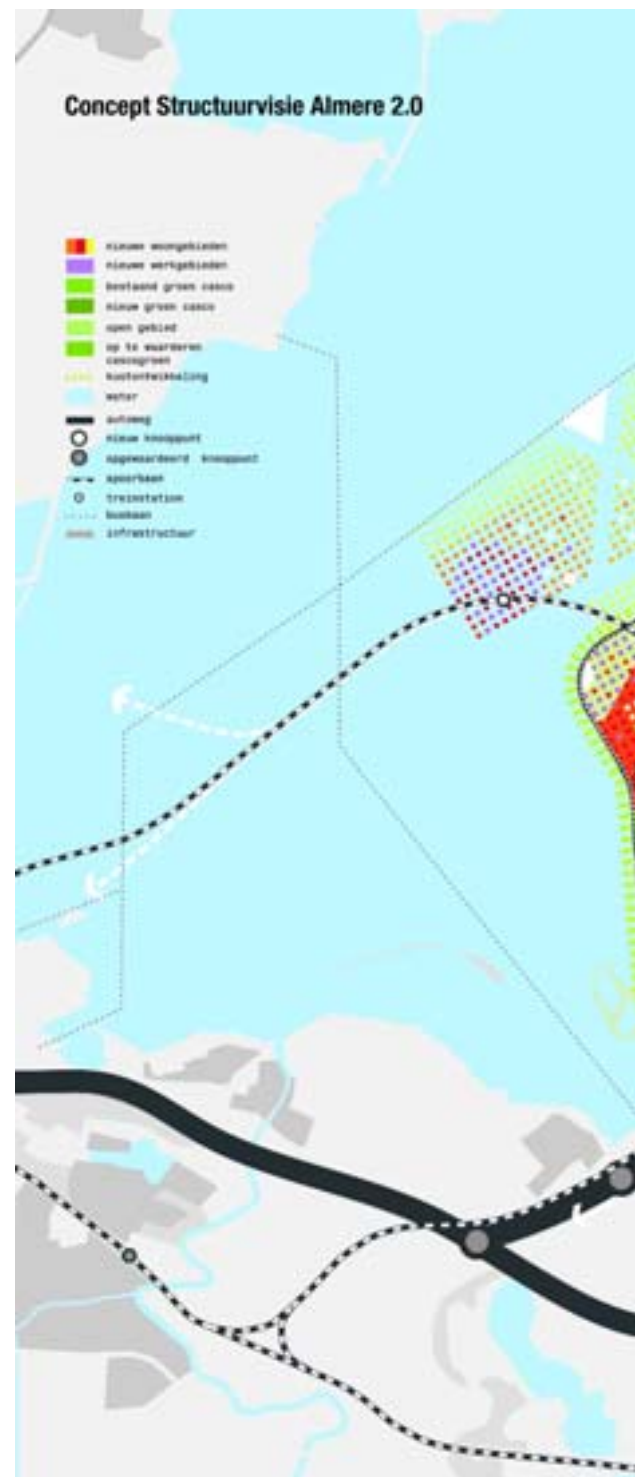 Concept Structuurvisie Almere 2.0
nieuwe woongebieden
nieuwe werkgebieden
bestaand groen casco
nieuw groen casco
open gebied
op te waarderen
cascogroen
kustontwikkeling
water
autoweg
nieuw knooppunt
opgewaardeerd knooppunt
spoorbaan
treinstation
busbaan
infrastructuur